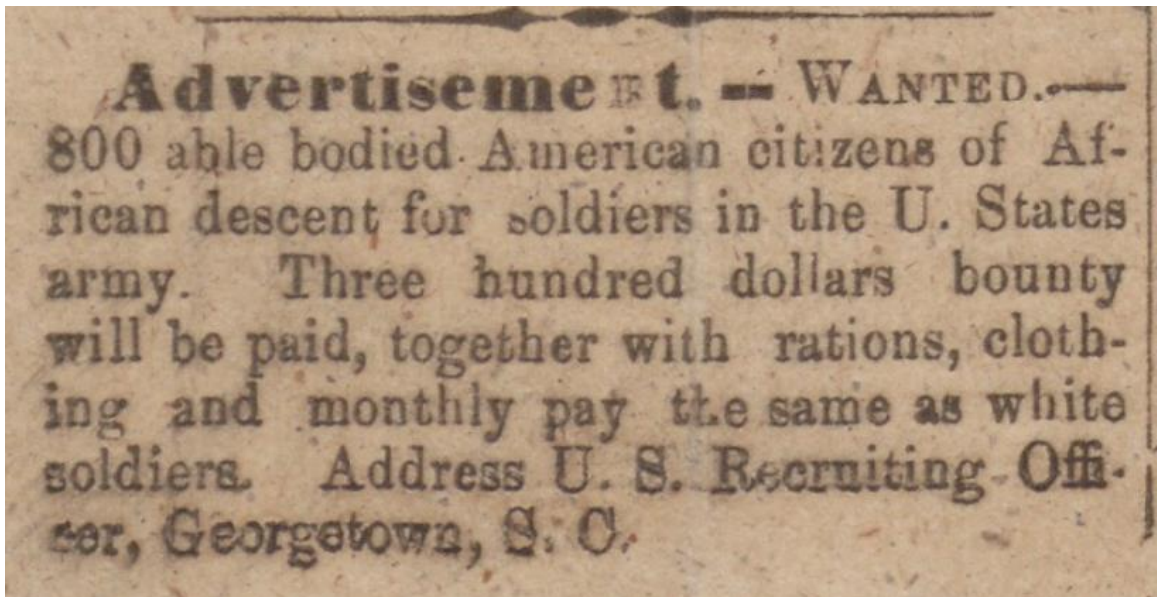 Advertisement. — WANTED.—
800 able bodied American citizens of Af-
rican descent for soldiers in the U. States
army. Three hundred dollars bounty
will be paid, together with rations, cloth-
ing and monthly pay the same as white
soldiers. Address U. S. Recruiting Offi-
cer, Georgetown, S. C.